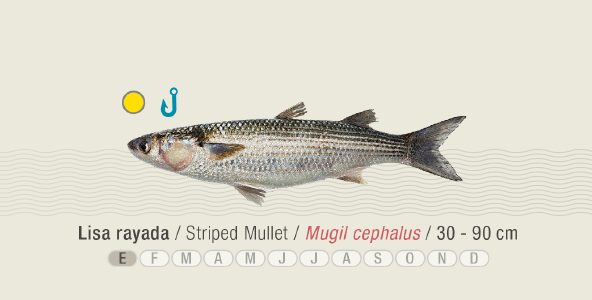 Lisa rayada / Striped Mullet / Mugil cephalus / 30 - 90 cm
E F M A M J J A S O N D